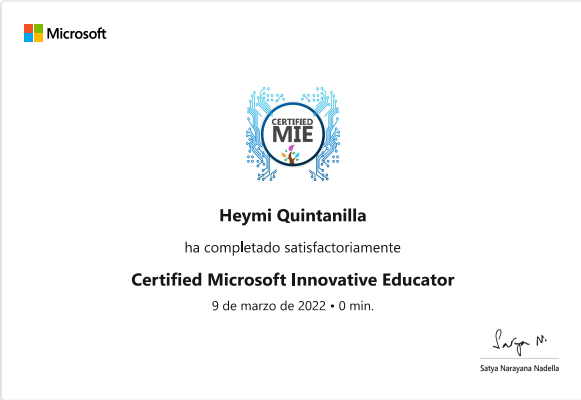 Microsoft
CERTIFIED
MIE
Heymi Quintanilla
ha completado satisfactoriamente
Certified Microsoft Innovative Educator
9 de marzo de 2022 • 0 min.
Satya N.
Satya Narayana Nadella